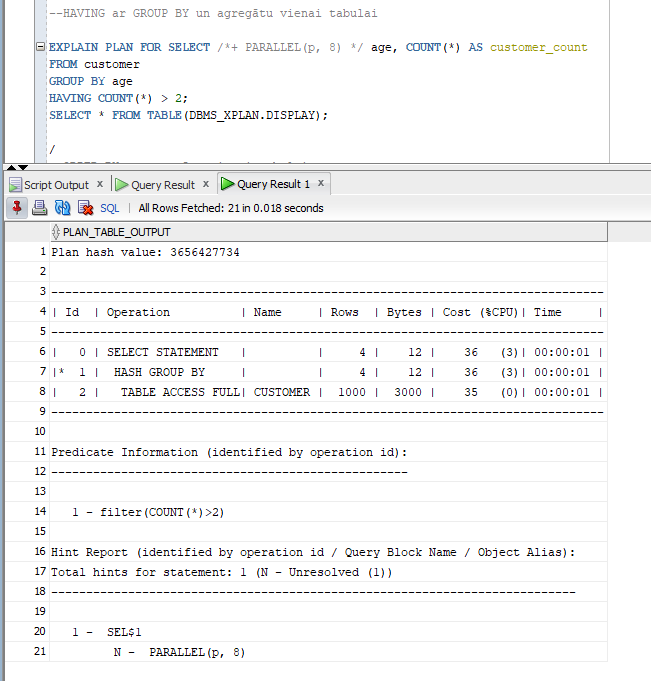 --HAVING ar GROUP BY un agregātu vienai tabulai
EXPLAIN PLAN FOR SELECT /*+ PARALLEL(p, 8) */ age, COUNT(*) AS customer_count
FROM customer
GROUP BY age
HAVING COUNT(*) > 2;
SELECT * FROM TABLE(DBMS_XPLAN.DISPLAY);
/
Script Output x Query Result x Query Result 1 x
SQL | All Rows Fetched: 21 in 0.018 seconds
PLAN_TABLE_OUTPUT
1 Plan hash value: 3656427734
2
3 -------------------------------------------------------------------------------
4 | Id | Operation | Name | Rows | Bytes | Cost (%CPU)| Time |
5 -------------------------------------------------------------------------------
6 | 0 | SELECT STATEMENT | | 4 | 12 | 36 (3)| 00:00:01 |
7 |* 1 | HASH GROUP BY | | 4 | 12 | 36 (3)| 00:00:01 |
8 | 2 | TABLE ACCESS FULL| CUSTOMER | 1000 | 3000 | 35 (0)| 00:00:01 |
9 -------------------------------------------------------------------------------
10
11 Predicate Information (identified by operation id):
12 ---------------------------------------------------
13
14 1 - filter(COUNT(*)>2)
15
16 Hint Report (identified by operation id / Query Block Name / Object Alias):
17 Total hints for statement: 1 (N - Unresolved (1))
18 ---------------------------------------------------------------------------
19
20 1 - SEL$1
21 N - PARALLEL(p, 8)